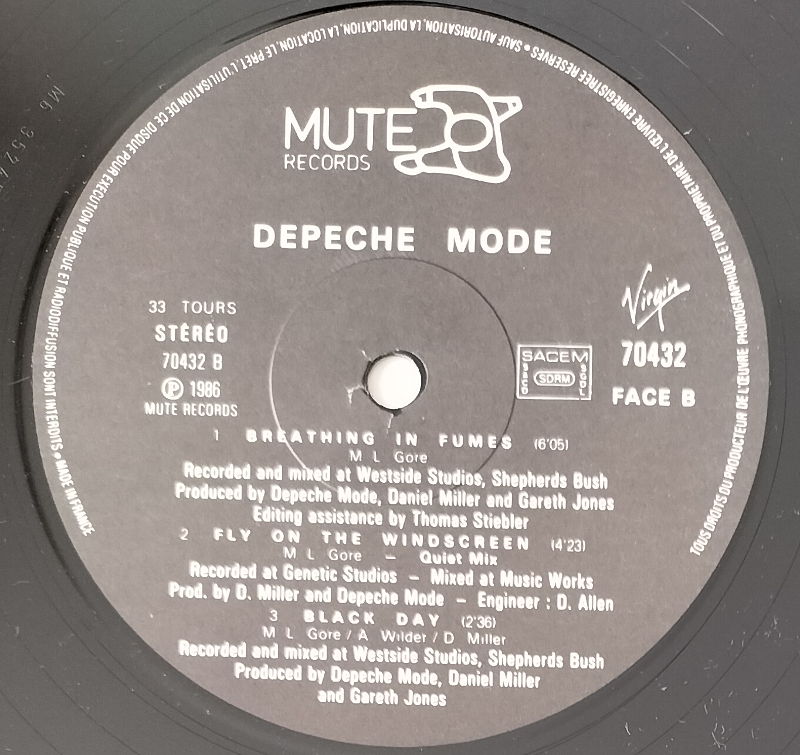 MUTE
RECORDS
DEPECHE MODE
Virgin
33 TOURS
STÉRÉO
70432 B
Ⓟ 1986
MUTE RECORDS
SACEM
SACD
SDRM
SGDL
70432
FACE B
1 BREATHING IN FUMES (6'05)
M L Gore
Recorded and mixed at Westside Studios, Shepherds Bush
Produced by Depeche Mode, Daniel Miller and Gareth Jones
Editing assistance by Thomas Stiebler
2 FLY ON THE WINDSCREEN (4'23)
M L Gore – Quiet Mix
Recorded at Genetic Studios – Mixed at Music Works
Prod. by D. Miller and Depeche Mode – Engineer : D. Allen
3 BLACK DAY (2'36)
M L Gore / A Wilder / D Miller
Recorded and mixed at Westside Studios, Shepherds Bush
Produced by Depeche Mode, Daniel Miller
and Gareth Jones
TOUS DROITS DU PRODUCTEUR DE L'ŒUVRE PHONOGRAPHIQUE ET DU PROPRIETAIRE DE L'ŒUVRE ENREGISTREE RESERVES • SAUF AUTORISATION, LA DUPLICATION, LA LOCATION, LE PRET, L'UTILISATION DE CE DISQUE POUR EXECUTION PUBLIQUE ET RADIODIFFUSION SONT INTERDITS • MADE IN FRANCE